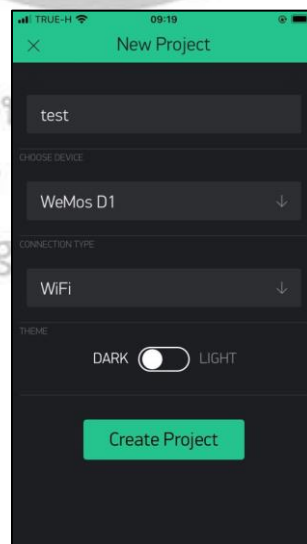 TRUE-H
09:19
New Project
test
CHOOSE DEVICE
WeMos D1
CONNECTION TYPE
WiFi
THEME
DARK LIGHT
Create Project